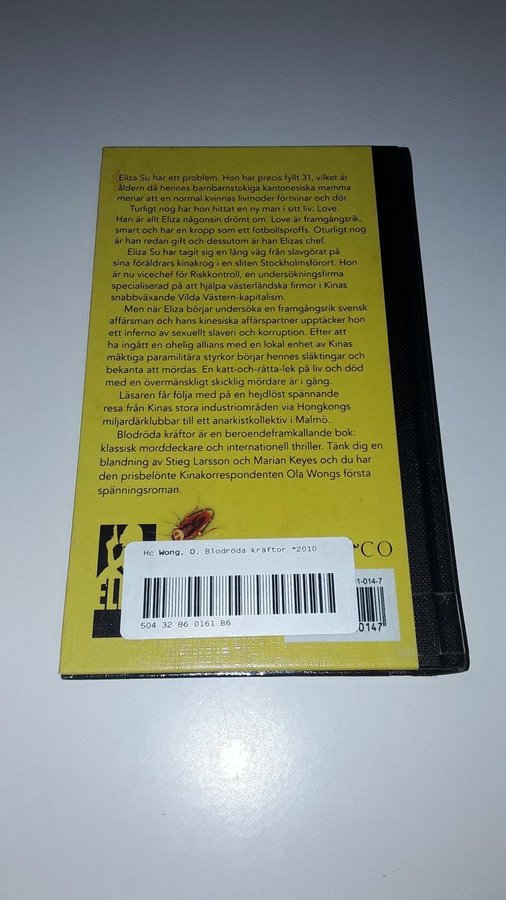 Eliza Su har ett problem. Hon har precis fyllt 31, vilket är
åldern då hennes barnbarnstokiga kantonesiska mamma
menar att en normal kvinnas livmoder förtvinar och dör.
Turligt nog har hon hittat en ny man i sitt liv: Love.
Han är allt Eliza någonsin drömt om. Love är framgångsrik,
smart och har en kropp som ett fotbollsproffs. Oturligt nog
är han redan gift och dessutom är han Elizas chef.
Eliza Su har tagit sig en lång väg från slavgörat på
sina föräldrars kinakrog i en sliten Stockholmsförort. Hon
är nu vicechef för Riskkontroll, en undersökningsfirma
specialiserad på att hjälpa västerländska firmor i Kinas
snabbväxande Vilda Västern-kapitalism.
Men när Eliza börjar undersöka en framgångsrik svensk
affärsman och hans kinesiska affärspartner upptäcker hon
ett inferno av sexuellt slaveri och korruption. Efter att
ha ingått en ohelig allians med en lokal enhet av Kinas
mäktiga paramilitära styrkor börjar hennes släktingar och
bekanta att mördas. En katt-och-råtta-lek på liv och död
med en övermänskligt skicklig mördare är i gång.
Läsaren får följa med på en hejdlöst spännande
resa från Kinas stora industriområden via Hongkongs
miljardärklubbar till ett anarkistkollektiv i Malmö.
Blodröda kräftor är en beroendeframkallande bok:
klassisk morddeckare och internationell thriller. Tänk dig en
blandning av Stieg Larsson och Marian Keyes och du har
den prisbelönte Kinakorrespondenten Ola Wongs första
spänningsroman.
Hc Wong, O. Blodröda kräftor *2010
CO
1-014-7
EL
504 32 86 0161 86
0147